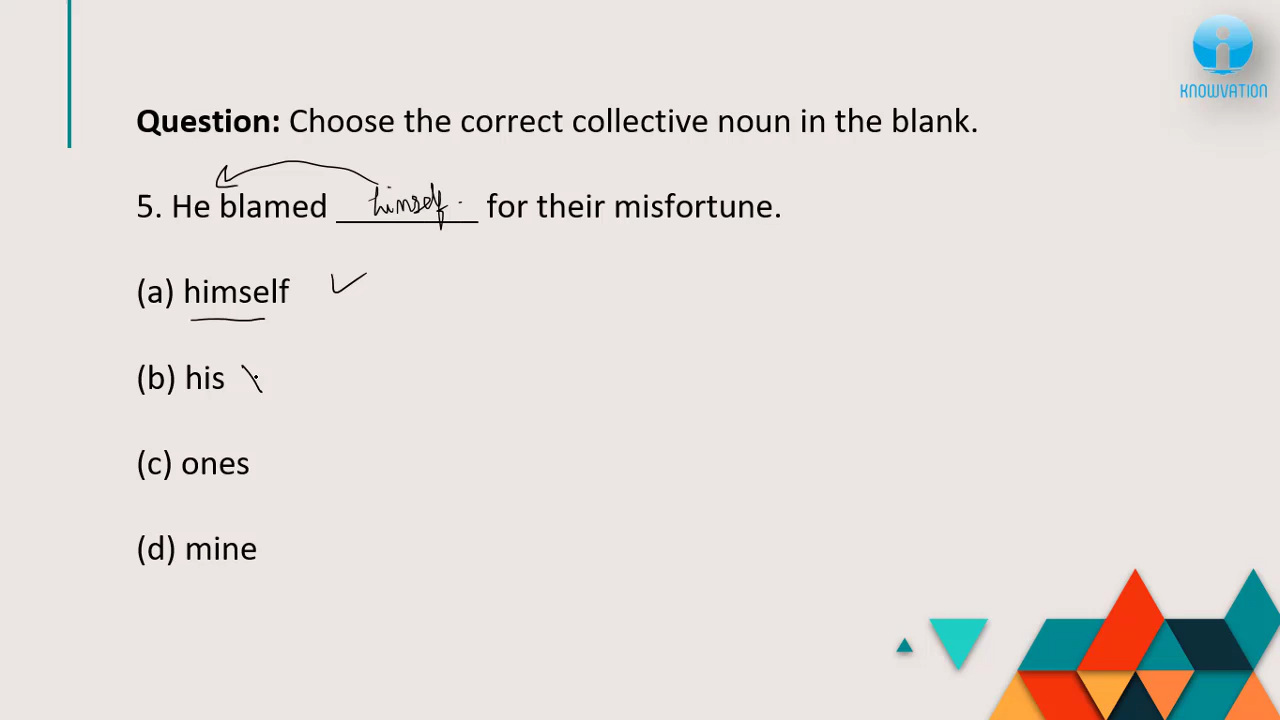 KNOWVATION
Question: Choose the correct collective noun in the blank.
5. He blamed himself for their misfortune.
(a) himself
(b) his
(c) ones
(d) mine